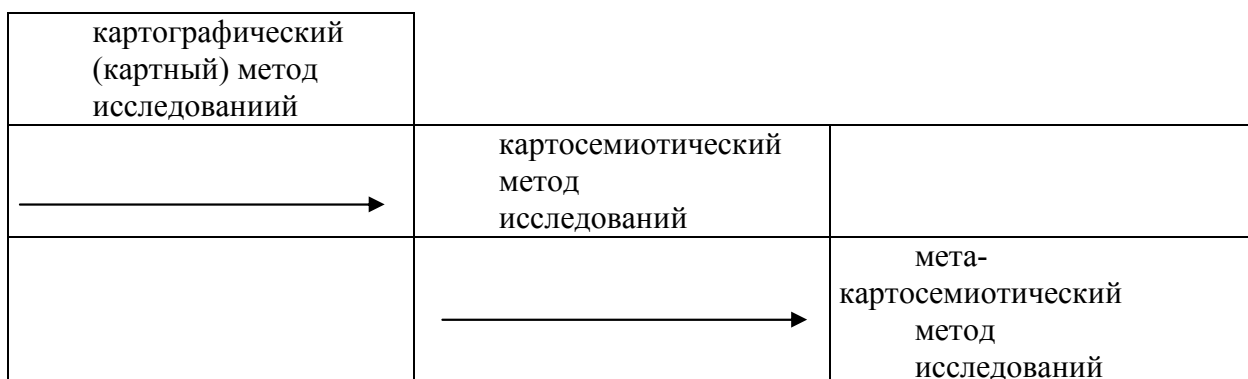 картографический
(картный) метод
исследованиий
картосемиотический
метод
исследований
мета-
картосемиотический
метод
исследований